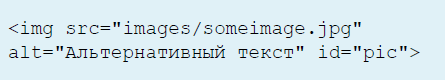 <img src="images/someimage.jpg"
alt="Альтернативный текст" id="pic">